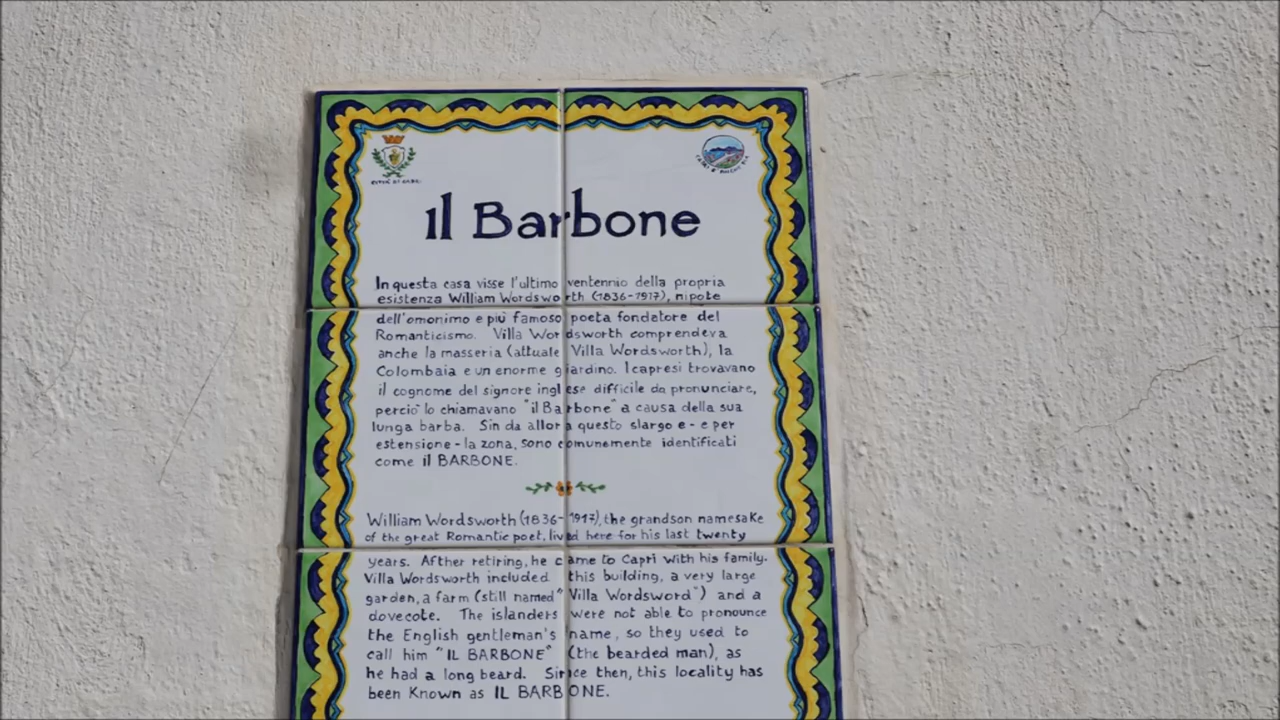 il Barbone
In questa casa visse l'ultimo ventennio della propria
esistenza William Wordsworth (1836-1917), nipote
dell'omonimo e più famoso poeta fondatore del
Romanticismo. Villa Wordsworth comprendeva
anche la masseria (attuale Villa Wordsworth), la
Colombaia e un enorme giardino. I capresi trovavano
il cognome del signore inglese difficile da pronunciare,
perciò lo chiamavano "il Barbone" a causa della sua
lunga barba. Sin da allora questo slargo e - e per
estensione - la zona, sono comunemente identificati
come il BARBONE.
William Wordsworth (1836-1917), the grandson namesake
of the great Romantic poet, lived here for his last twenty
years. Afther retiring, he came to Capri with his family.
Villa Wordsworth included this building, a very large
garden, a farm (still named "Villa Wordsword") and a
dovecote. The islanders were not able to pronounce
the English gentleman's name, so they used to
call him "IL BARBONE" (the bearded man), as
he had a long beard. Since then, this locality has
been known as IL BARBONE.